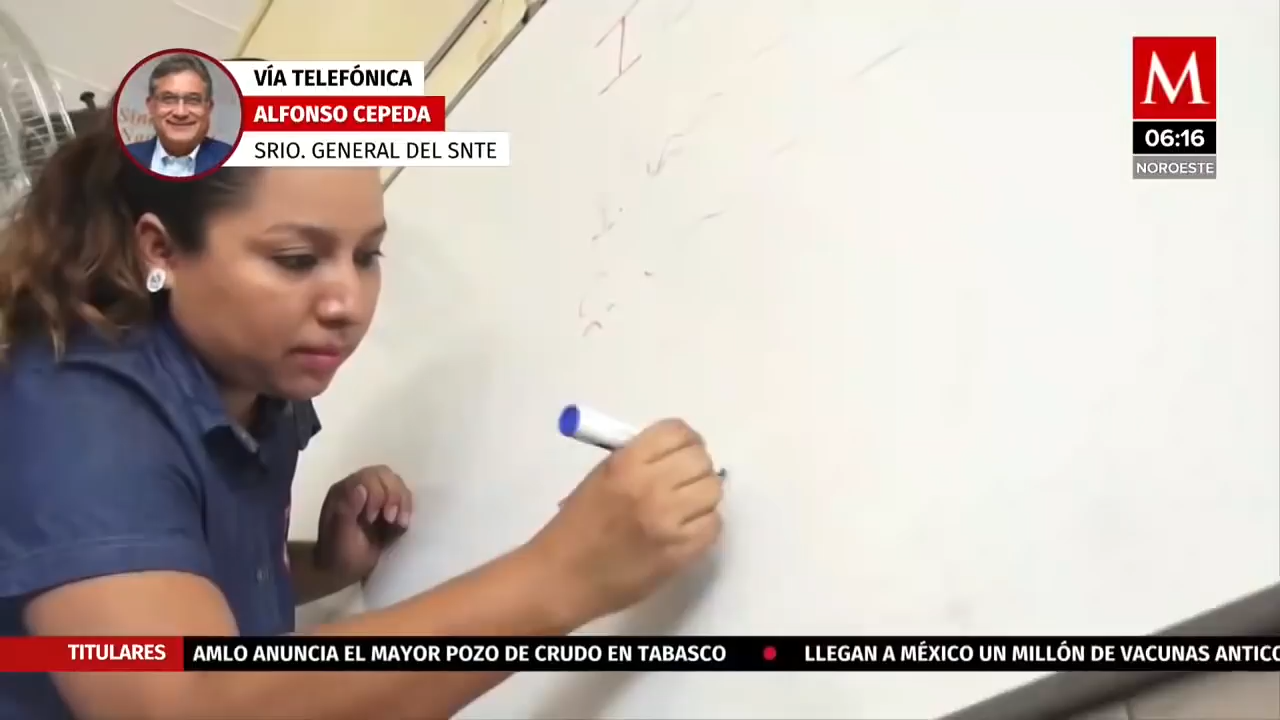 VÍA TELEFÓNICA
ALFONSO CEPEDA
SRIO. GENERAL DEL SNTE
M
06:16
NOROESTE
TITULARES
AMLO ANUNCIA EL MAYOR POZO DE CRUDO EN TABASCO • LLEGAN A MÉXICO UN MILLÓN DE VACUNAS ANTICO